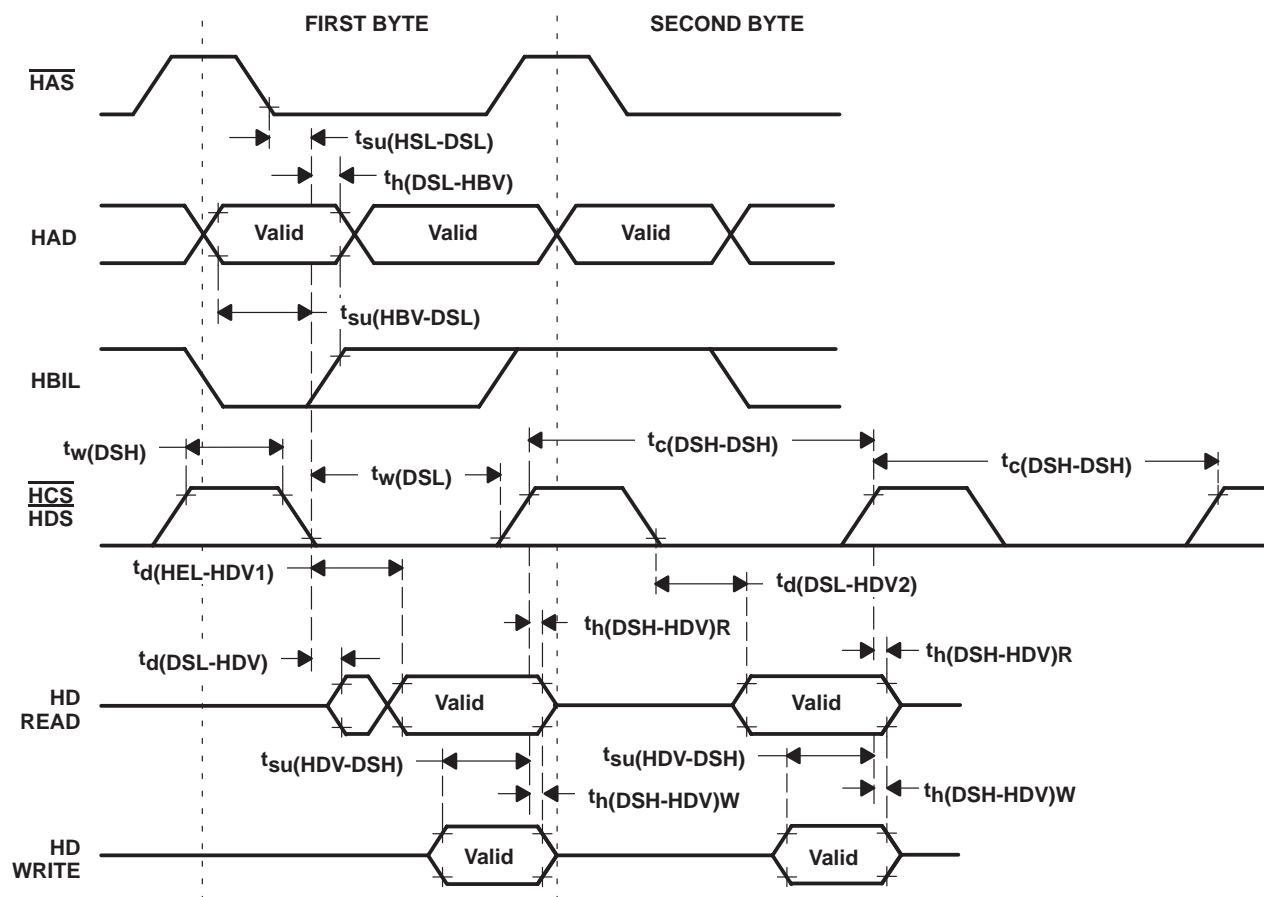 FIRST BYTE
SECOND BYTE
HAS
tsu(HSL-DSL)
th(DSL-HBV)
HAD
Valid
Valid
Valid
tsu(HBV-DSL)
HBIL
tw(DSH)
tc(DSH-DSH)
tw(DSL)
tc(DSH-DSH)
HCS
HDS
td(HEL-HDV1)
td(DSL-HDV2)
th(DSH-HDV)R
td(DSL-HDV)
th(DSH-HDV)R
HD
READ
Valid
Valid
tsu(HDV-DSH)
tsu(HDV-DSH)
th(DSH-HDV)W
th(DSH-HDV)W
HD
WRITE
Valid
Valid